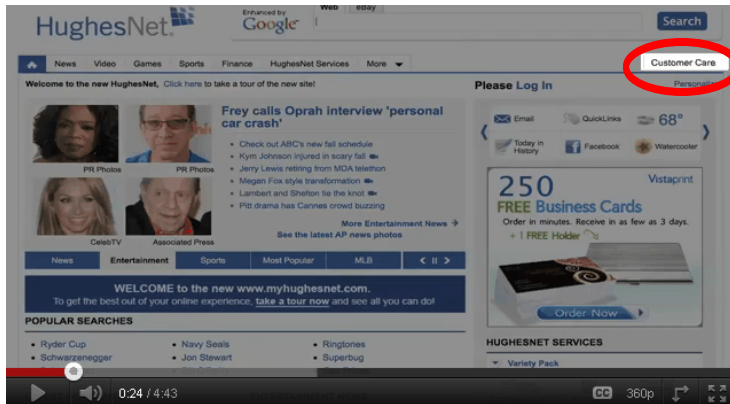 HughesNet.
Enhanced by
Google
Web
ebay
Search
News Video Games Sports Finance HughesNet Services More
Customer Care
Welcome to the new HughesNet, Click here to take a tour of the new site!
Please Log In
Frey calls Oprah interview 'personal
car crash'
• Check out ABC's new fall schedule
• Kym Johnson injured in scary fall
• Jerry Lewis retiring from MDA telethon
• Megan Fox style transformation
• Lambert and Shelton tie the knot
• Pitt drama has Cannes crowd buzzing
PR Photos
PR Photos
CelebTV
Associated Press
More Entertainment News
See the latest AP news photos
News Entertainment Sports Most Popular MLB
WELCOME to the new www.myhughesnet.com.
To get the best out of your online experience, take a tour now and see all you can do!
POPULAR SEARCHES
• Ryder Cup
• Schwarzenegger
• Navy Seals
• Jon Stewart
• Ringtones
• Superbug
Email
QuickLinks
68°
Today in
History
Facebook
Watercooler
250
Vistaprint
FREE Business Cards
Order in minutes. Receive in as few as 3 days.
+ 1 FREE Holder
Order Now
HUGHESNET SERVICES
Variety Pack
0:24 / 4:43
CC
360p